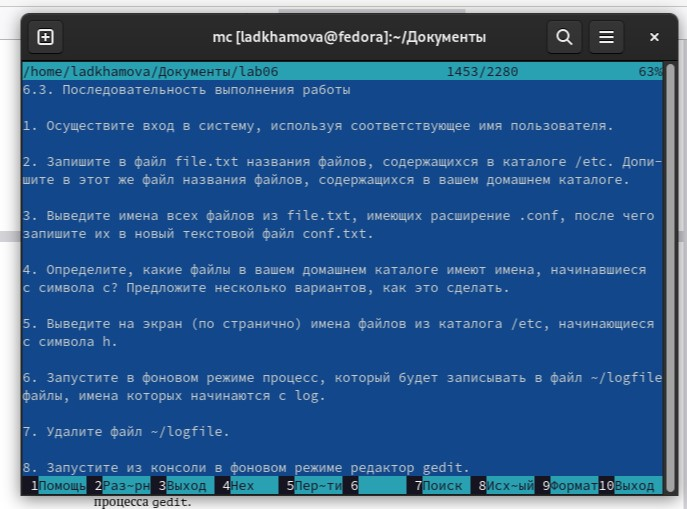 mc [ladkhamova@fedora]:~/Документы
/home/ladkhamova/Документы/lab06 1453/2280 63%
6.3. Последовательность выполнения работы
1. Осуществите вход в систему, используя соответствующее имя пользователя.
2. Запишите в файл file.txt названия файлов, содержащихся в каталоге /etc. Допи-
шите в этот же файл названия файлов, содержащихся в вашем домашнем каталоге.
3. Выведите имена всех файлов из file.txt, имеющих расширение .conf, после чего
запишите их в новый текстовой файл conf.txt.
4. Определите, какие файлы в вашем домашнем каталоге имеют имена, начинавшиеся
с символа c? Предложите несколько вариантов, как это сделать.
5. Выведите на экран (по странично) имена файлов из каталога /etc, начинающиеся
с символа h.
6. Запустите в фоновом режиме процесс, который будет записывать в файл ~/logfile
файлы, имена которых начинаются с log.
7. Удалите файл ~/logfile.
8. Запустите из консоли в фоновом режиме редактор gedit.
1Помощь 2Раз~рн 3Выход 4Hex 5Пер~ти 6 7Поиск 8Исх~ый 9Формат 10Выход
процесса gedit.